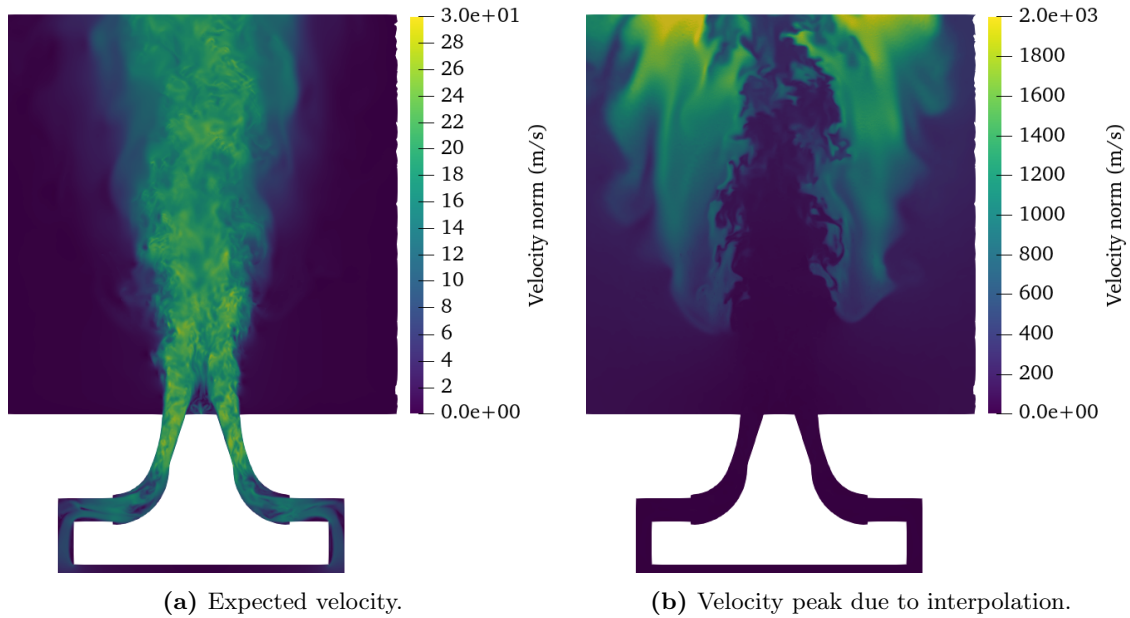 3.0e+01
28
26
24
22
20
18
16
14
12
10
8
6
4
2
0.0e+00
Velocity norm (m/s)
2.0e+03
1800
1600
1400
1200
1000
800
600
400
200
0.0e+00
Velocity norm (m/s)
(a) Expected velocity.
(b) Velocity peak due to interpolation.